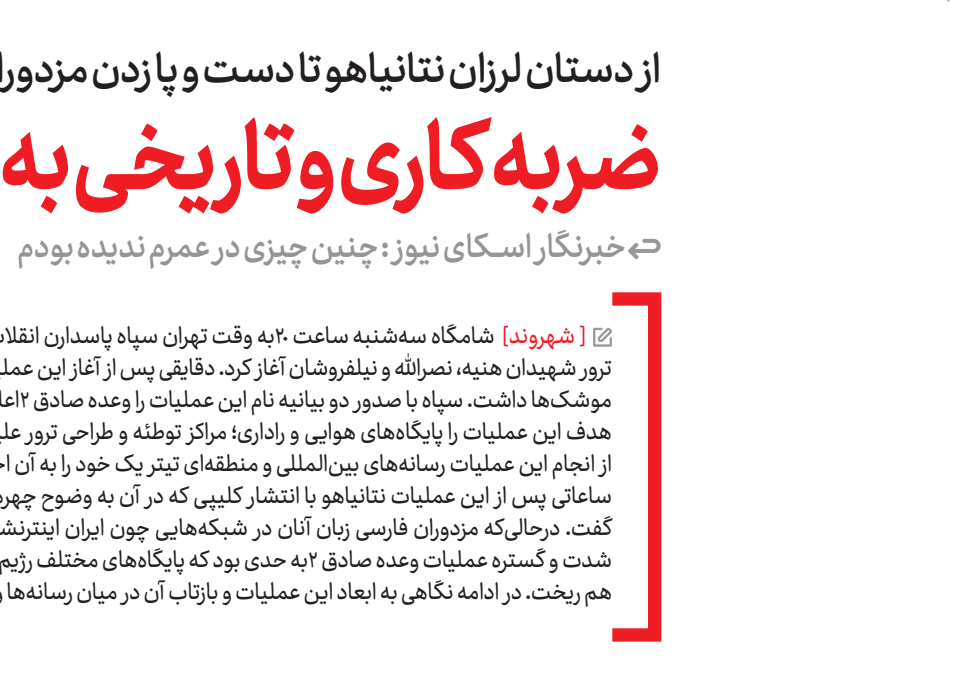 از دستان لرزان نتانیاهو تا دست و پا زدن مزدورا
ضربه کاری و تاریخی به
خبرنگار اسکای نیوز: چنین چیزی در عمرم ندیده بودم
[شهروند] شامگاه سه‌شنبه ساعت ۲۰ به وقت تهران سپاه پاسداران انقلاب
ترور شهیدان هنیه، نصرالله و نیلفروشان آغاز کرد. دقایقی پس از آغاز این عملی
موشک‌ها داشت. سپاه با صدور دو بیانیه نام این عملیات را وعده صادق ۲ اعلا
هدف این عملیات را پایگاه‌های هوایی و راداری؛ مراکز توطئه و طراحی ترور علی
از انجام این عملیات رسانه‌های بین‌المللی و منطقه‌ای تیتر یک خود را به آن اخ
ساعاتی پس از این عملیات نتانیاهو با انتشار کلیپی که در آن به وضوح چهره
گفت. درحالی‌که مزدوران فارسی زبان آنان در شبکه‌هایی چون ایران اینترنش
شدت و گستره عملیات وعده صادق ۲ به حدی بود که پایگاه‌های مختلف رژیم
هم ریخت. در ادامه نگاهی به ابعاد این عملیات و بازتاب آن در میان رسانه‌ها و